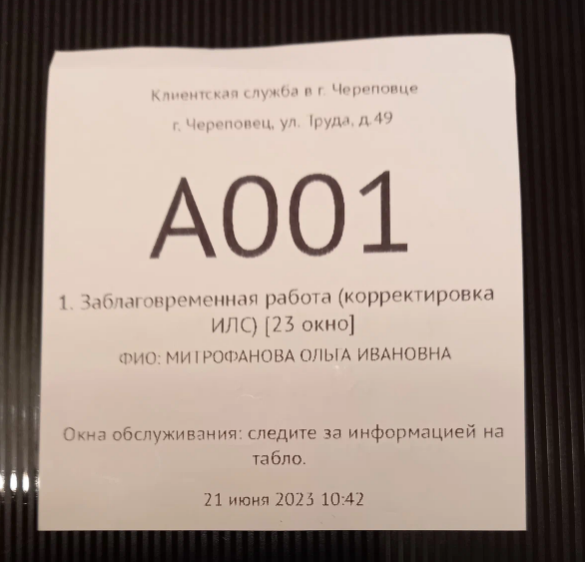 Клиентская служба в г. Череповце
г. Череповец, ул. Труда, д.49
А001
1. Заблаговременная работа (корректировка
ИЛС) [23 окно]
ФИО: МИТРОФАНОВА ОЛЬГА ИВАНОВНА
Окна обслуживания: следите за информацией на
табло.
21 июня 2023 10:42